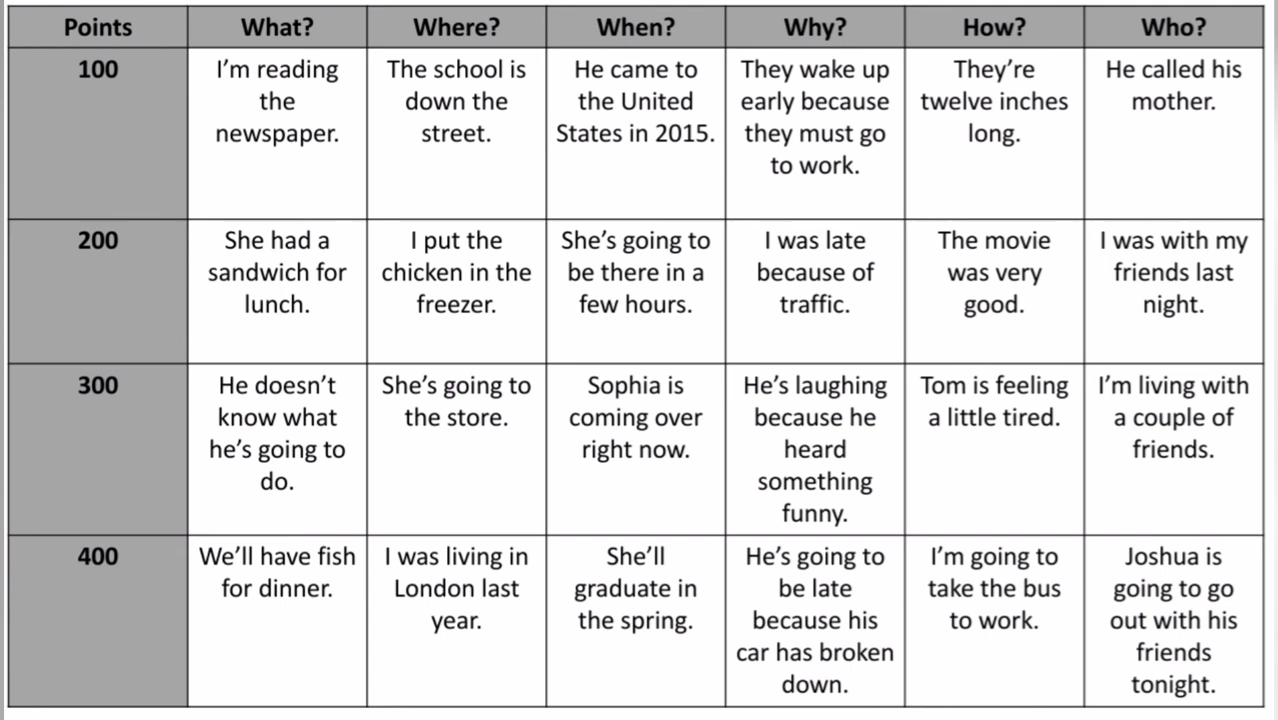 Points What? Where? When? Why? How? Who?
100
I’m reading
the
newspaper.
The school is
down the
street.
He came to
the United
States in 2015.
They wake up
early because
they must go
to work.
They’re
twelve inches
long.
He called his
mother.
200
She had a
sandwich for
lunch.
I put the
chicken in the
freezer.
She’s going to
be there in a
few hours.
I was late
because of
traffic.
The movie
was very
good.
I was with my
friends last
night.
300
He doesn’t
know what
he’s going to
do.
She’s going to
the store.
Sophia is
coming over
right now.
He’s laughing
because he
heard
something
funny.
Tom is feeling
a little tired.
I’m living with
a couple of
friends.
400
We’ll have fish
for dinner.
I was living in
London last
year.
She’ll
graduate in
the spring.
He’s going to
be late
because his
car has broken
down.
I’m going to
take the bus
to work.
Joshua is
going to go
out with his
friends
tonight.